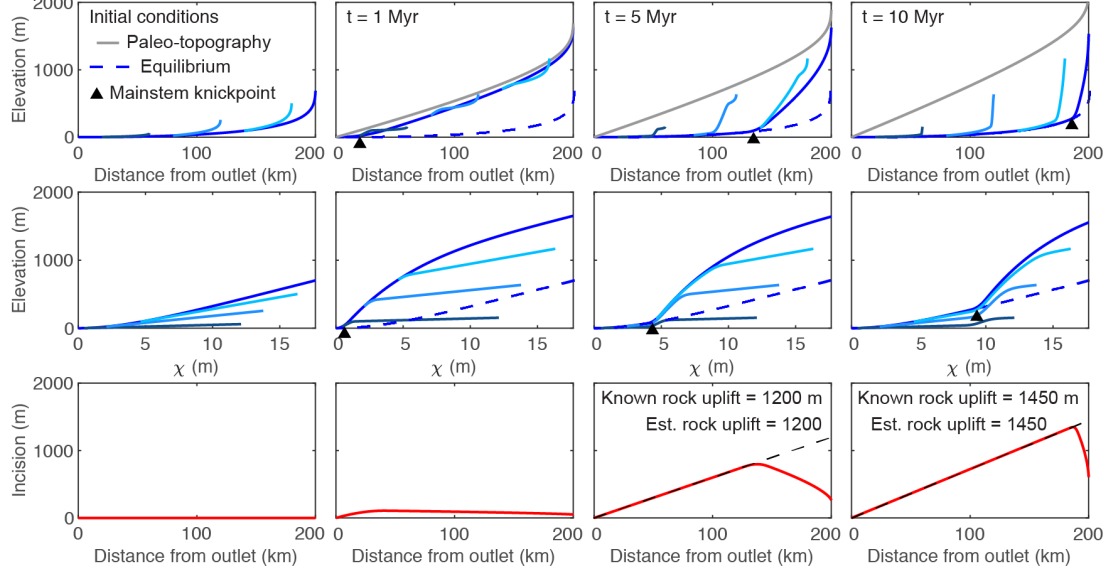 Elevation (m)
2000
1000
0
Initial conditions
Paleo-topography
Equilibrium
Mainstem knickpoint
t = 1 Myr
t = 5 Myr
t = 10 Myr
0 100 200
0 100 200
0 100 200
0 100 200
Distance from outlet (km)
Distance from outlet (km)
Distance from outlet (km)
Distance from outlet (km)
Elevation (m)
2000
1000
0
0 5 10 15
0 5 10 15
0 5 10 15
0 5 10 15
χ (m)
χ (m)
χ (m)
χ (m)
Incision (m)
2000
1000
0
Known rock uplift = 1200 m
Est. rock uplift = 1200
Known rock uplift = 1450 m
Est. rock uplift = 1450
0 100 200
0 100 200
0 100 200
0 100 200
Distance from outlet (km)
Distance from outlet (km)
Distance from outlet (km)
Distance from outlet (km)